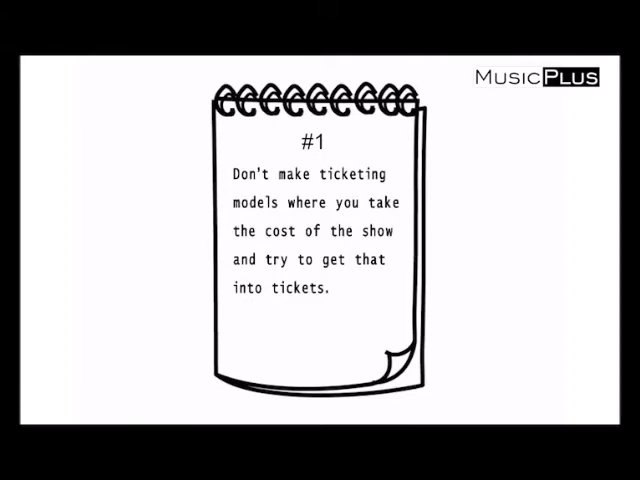 MUSICPLUS
#1
Don't make ticketing
models where you take
the cost of the show
and try to get that
into tickets.